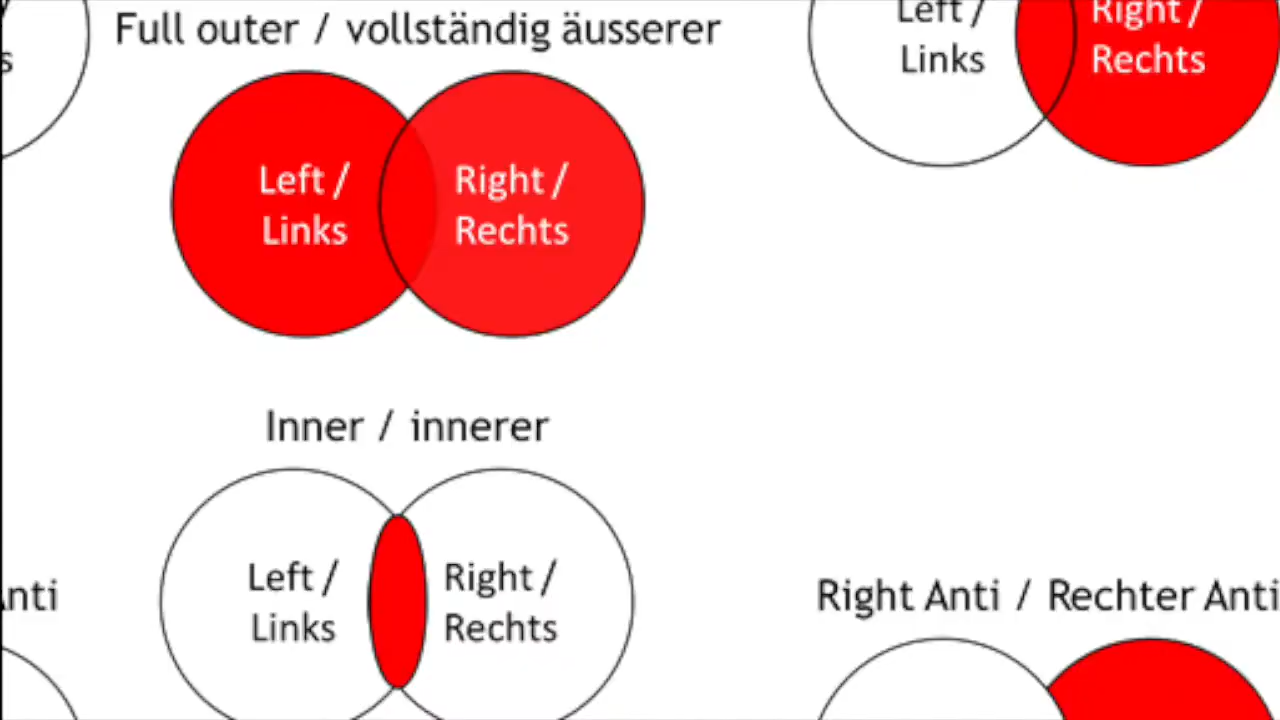 Full outer / vollständig äusserer
Left /
Links
Right /
Rechts
Left /
Links
Right /
Rechts
Inner / innerer
Left /
Links
Right /
Rechts
Right Anti / Rechter Anti